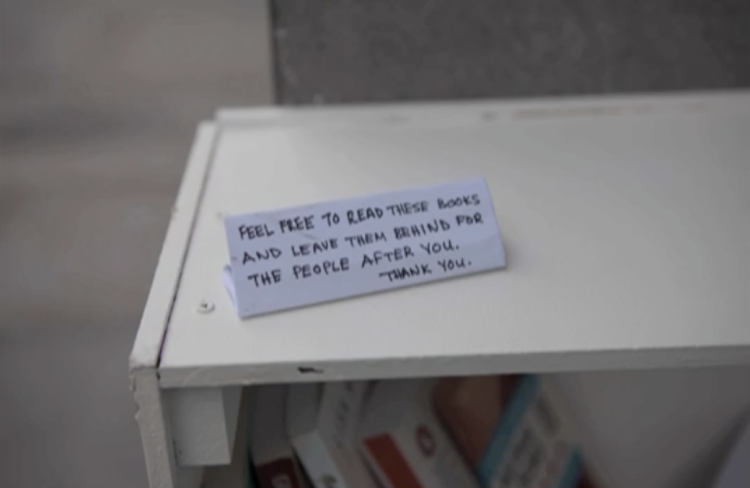 FEEL FREE TO READ THESE BOOKS
AND LEAVE THEM BEHIND FOR
THE PEOPLE AFTER YOU.
THANK YOU.